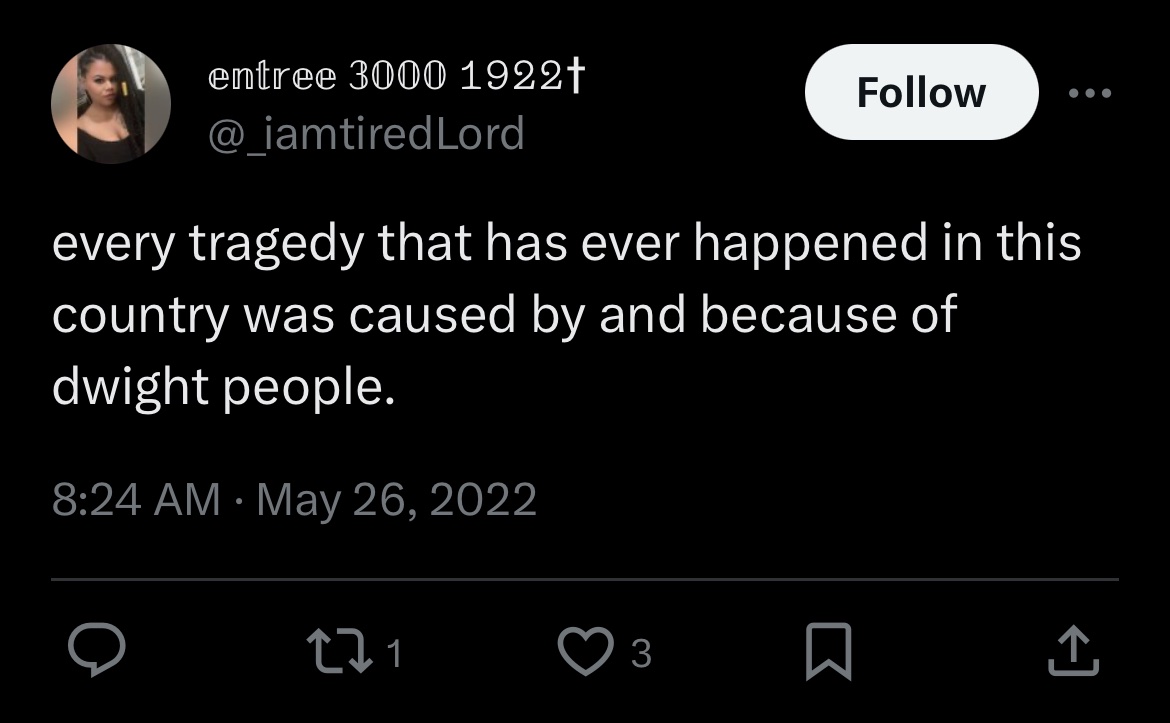 𝕖𝕟𝕥𝕣𝕖𝕖 𝟛𝟘𝟘𝟘 𝟷𝟿𝟸𝟸†
@_iamtiredLord
Follow
every tragedy that has ever happened in this
country was caused by and because of
dwight people.
8:24 AM · May 26, 2022
1
3